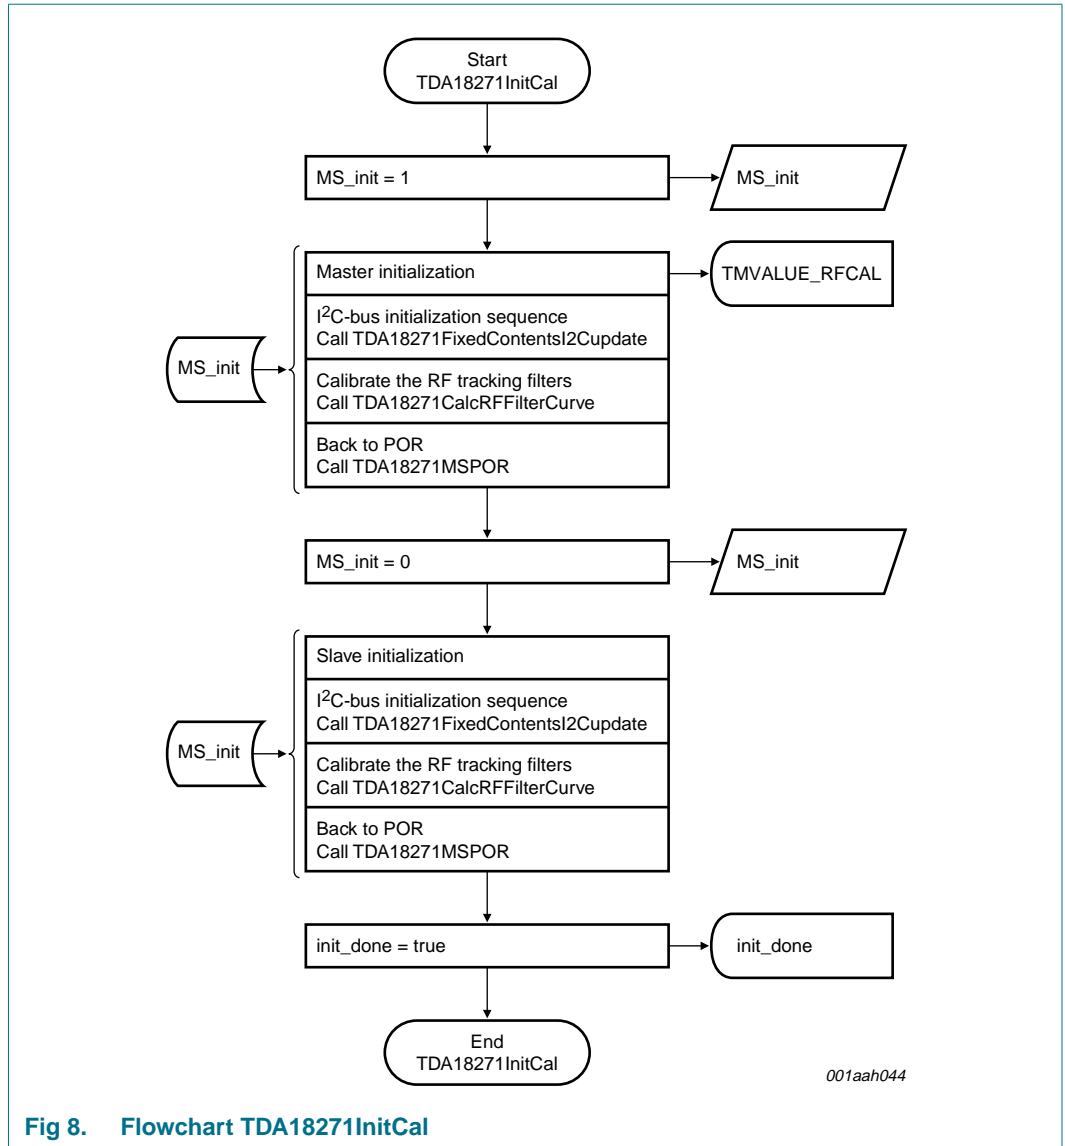 Start
TDA18271InitCal
MS_init = 1
MS_init
Master initialization
TMVALUE_RFCAL
I2C-bus initialization sequence
Call TDA18271FixedContentsI2Cupdate
MS_init
Calibrate the RF tracking filters
Call TDA18271CalcRFFilterCurve
Back to POR
Call TDA18271MSPOR
MS_init = 0
MS_init
Slave initialization
I2C-bus initialization sequence
Call TDA18271FixedContentsI2Cupdate
MS_init
Calibrate the RF tracking filters
Call TDA18271CalcRFFilterCurve
Back to POR
Call TDA18271MSPOR
init_done = true
init_done
End
TDA18271InitCal
001aah044
Fig 8. Flowchart TDA18271InitCal